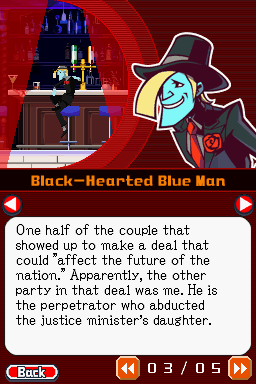 Black-Hearted Blue Man
One half of the couple that
showed up to make a deal that
could "affect the future of the
nation." Apparently, the other
party in that deal was me. He is
the perpetrator who abducted
the justice minister's daughter.
Back
03/05